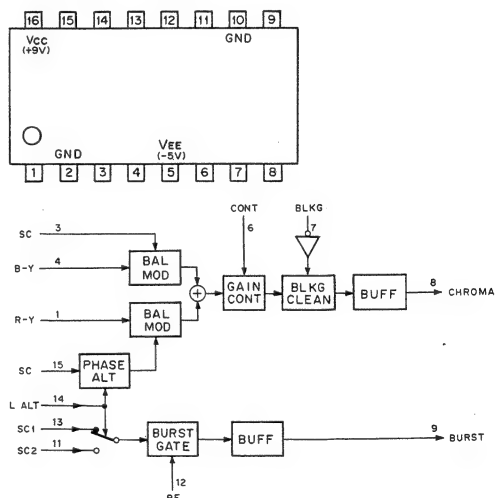 16 15 14 13 12 11 10 9
VCC
(+9V)
GND
GND
VEE
(-5V)
1 2 3 4 5 6 7 8
CONT
BLKG
6
7
SC
3
B-Y
4
BAL
MOD
+
GAIN
CONT
BLKG
CLEAN
BUFF
8
CHROMA
R-Y
1
BAL
MOD
SC
15
PHASE
ALT
L ALT
14
SC1
13
SC2
11
BURST
GATE
BUFF
9
BURST
12